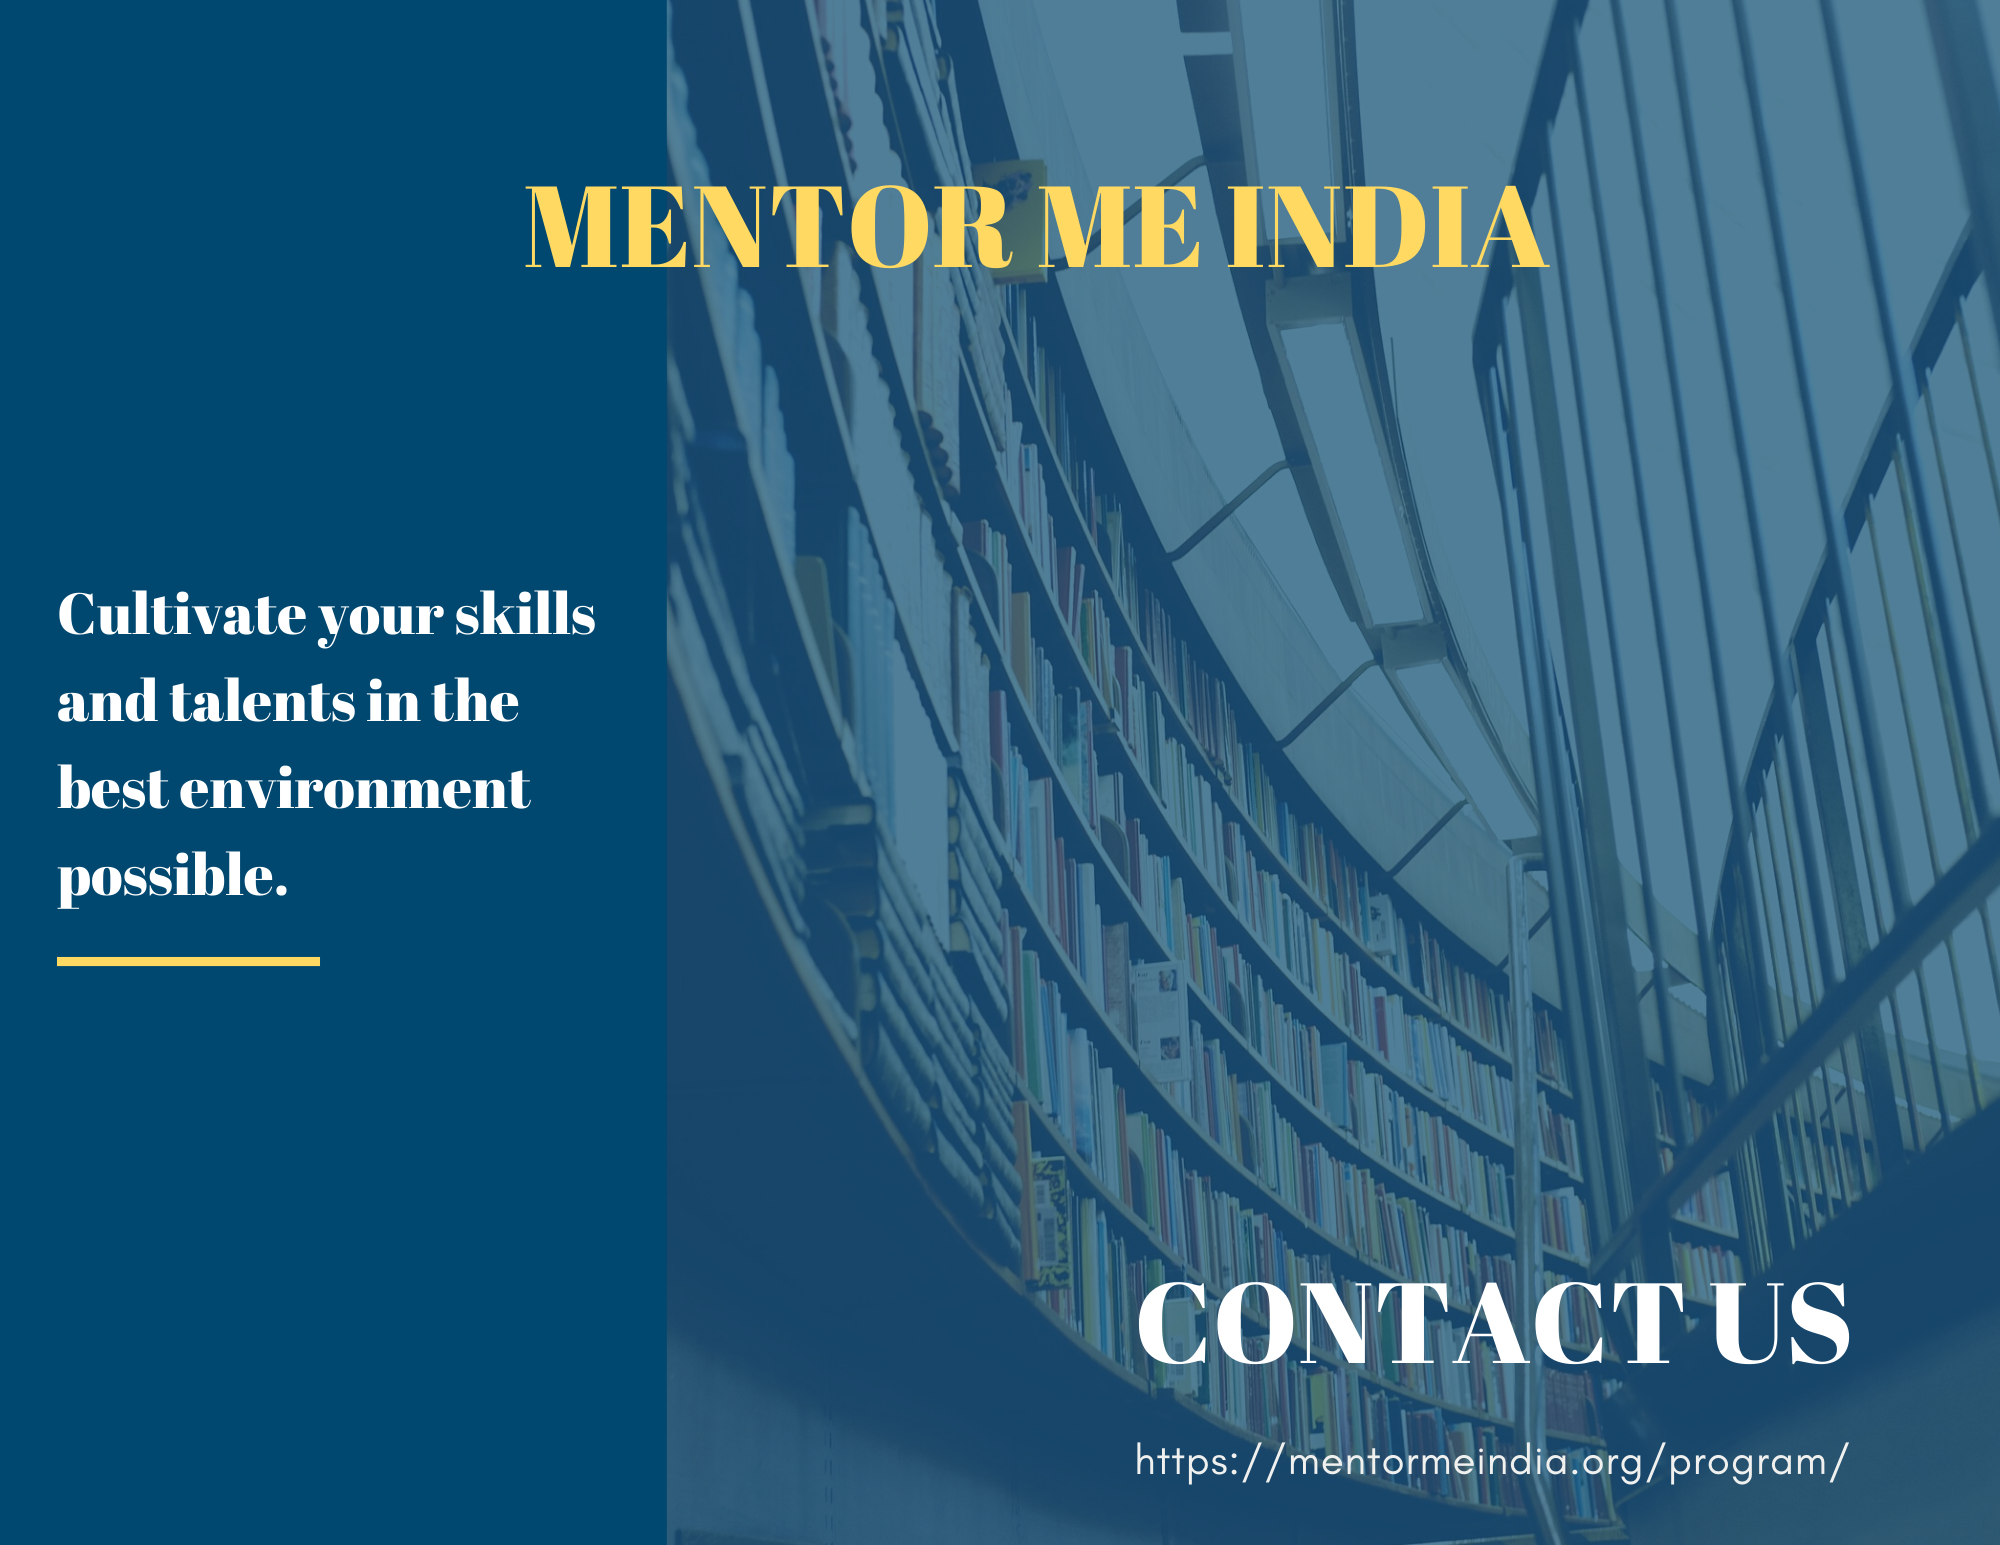 MENTOR ME INDIA
Cultivate your skills
and talents in the
best environment
possible.
CONTACT US
https://mentormeindia.org/program/